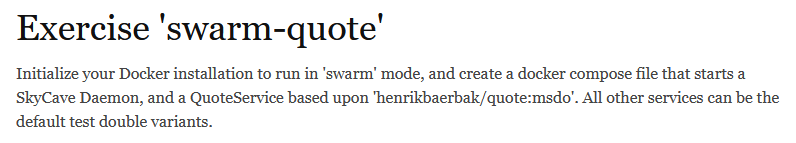 Exercise 'swarm-quote'
Initialize your Docker installation to run in 'swarm' mode, and create a docker compose file that starts a
SkyCave Daemon, and a QuoteService based upon 'henrikbaerbak/quote:msdo'. All other services can be the
default test double variants.